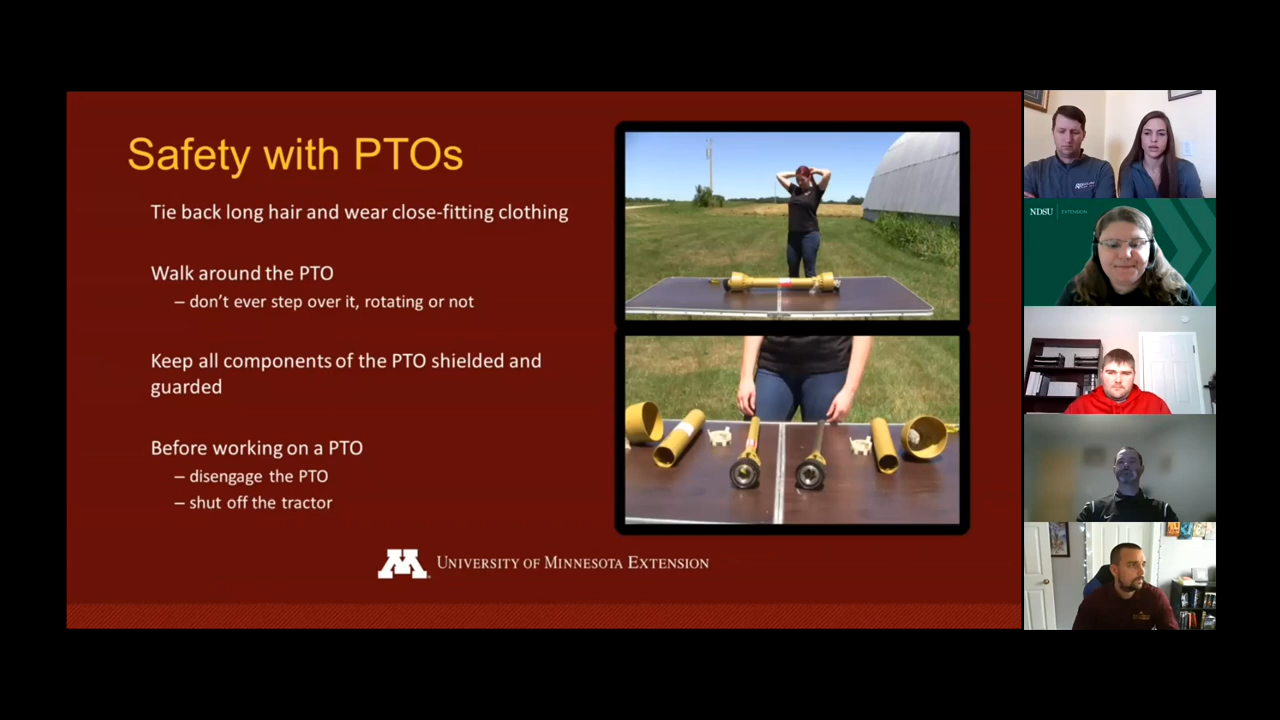 Safety with PTOs
Tie back long hair and wear close-fitting clothing
Walk around the PTO
– don't ever step over it, rotating or not
Keep all components of the PTO shielded and
guarded
Before working on a PTO
– disengage the PTO
– shut off the tractor
M
UNIVERSITY OF MINNESOTA EXTENSION
NDSU EXTENSION